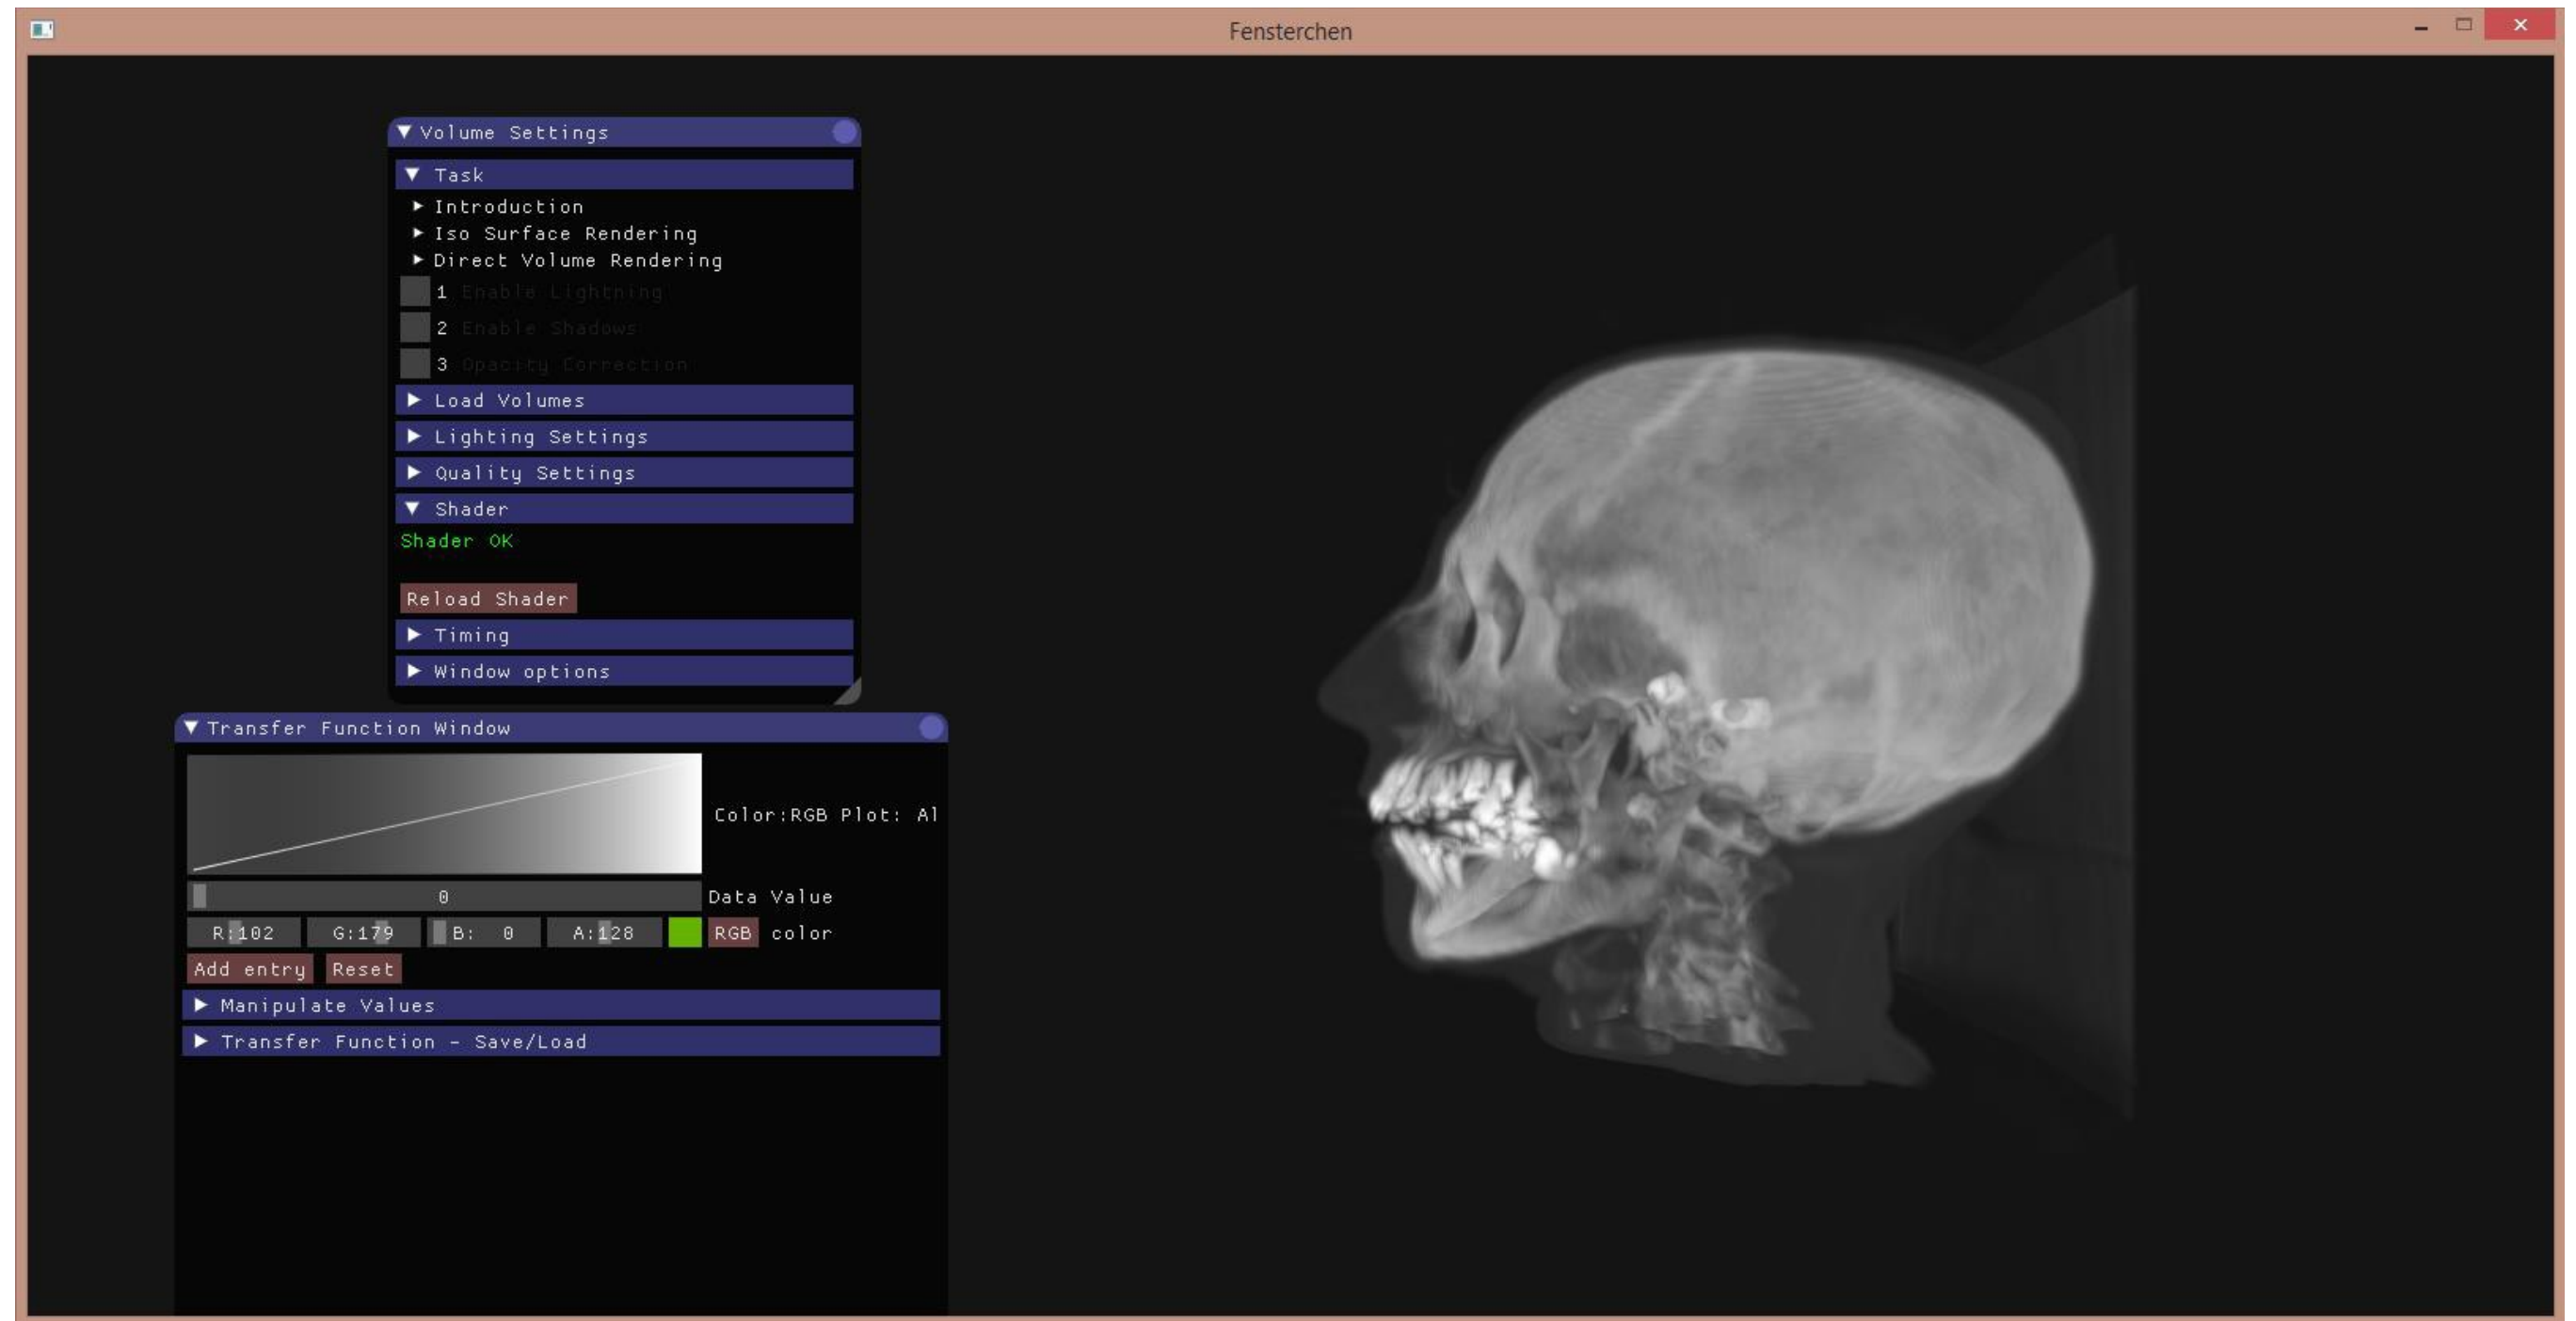 Fensterchen
Volume Settings
Task
Introduction
Iso Surface Rendering
Direct Volume Rendering
1 Enable Lightning
2 Enable Shadows
3 Opacity Correction
Load Volumes
Lighting Settings
Quality Settings
Shader
Shader OK
Reload Shader
Timing
Window options
Transfer Function Window
Color:RGB Plot: Al
0 Data Value
R:102 G:179 B: 0 A:128 RGB color
Add entry Reset
Manipulate Values
Transfer Function - Save/Load